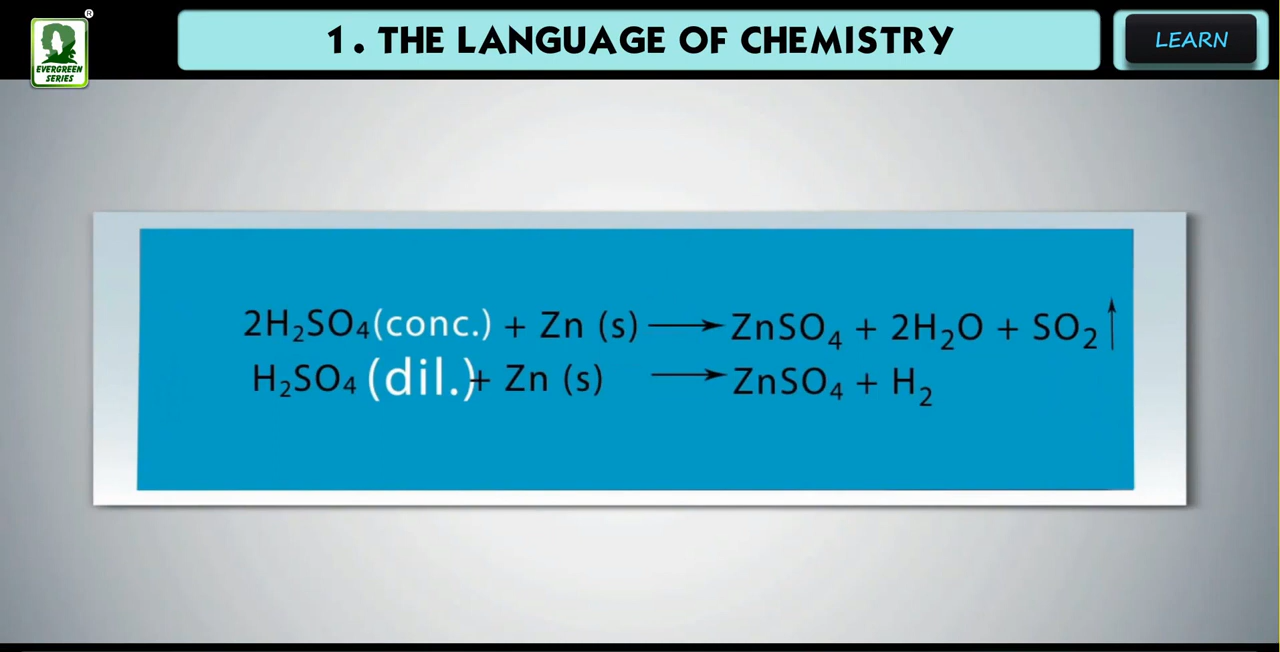 ®
EVERGREEN
SERIES
1. THE LANGUAGE OF CHEMISTRY
LEARN
2H₂SO₄(conc.) + Zn (s) ⟶ ZnSO₄ + 2H₂O + SO₂↑
H₂SO₄ (dil.)+ Zn (s) ⟶ ZnSO₄ + H₂